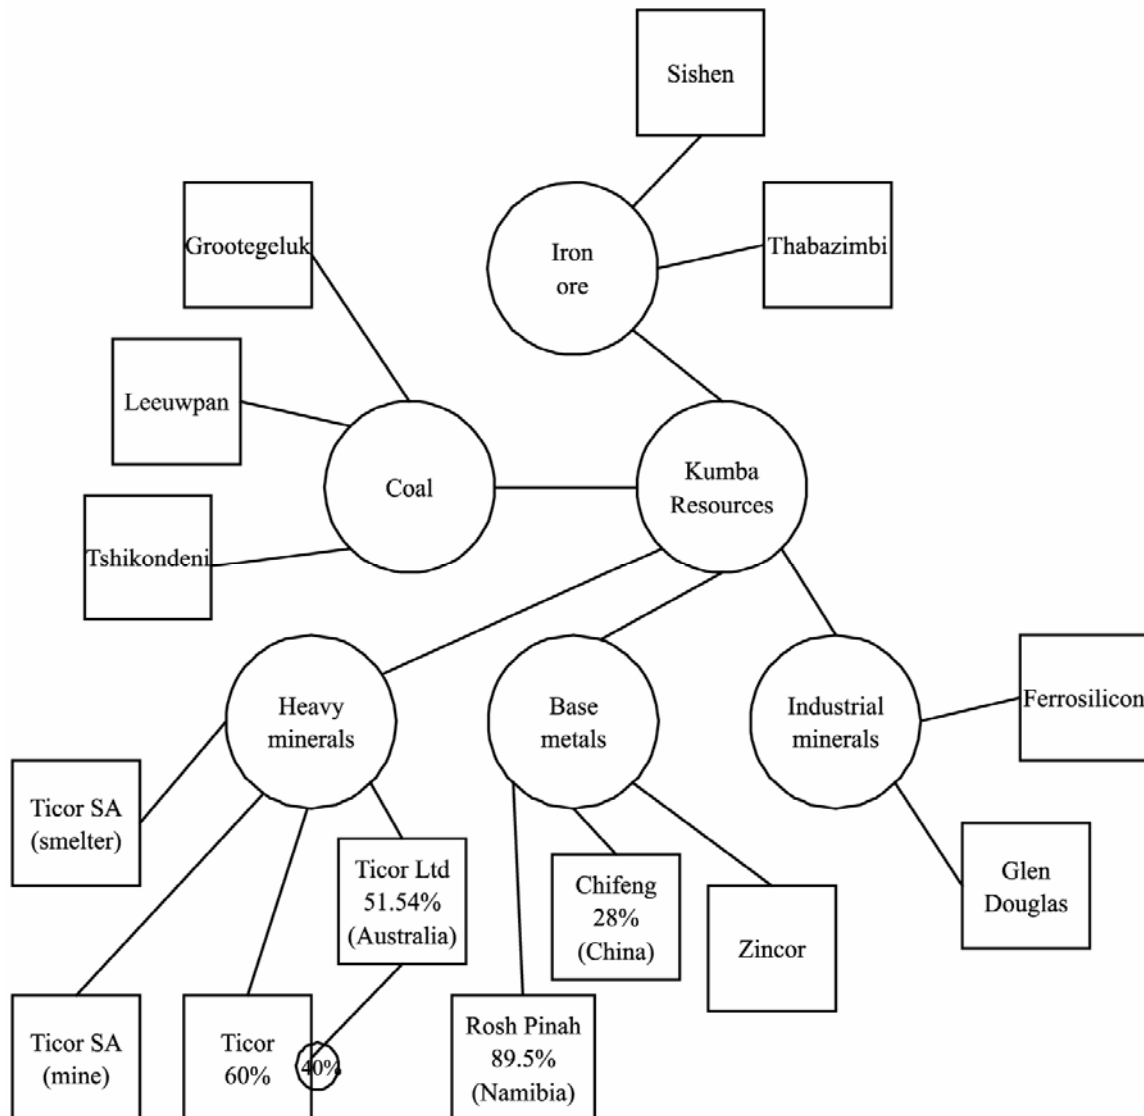 Sishen
Grootegeluk
Iron
ore
Thabazimbi
Leeuwpan
Coal
Kumba
Resources
Tshikondeni
Heavy
minerals
Base
metals
Industrial
minerals
Ferrosilicon
Ticor SA
(smelter)
Ticor Ltd
51.54%
(Australia)
Chifeng
28%
(China)
Zincor
Glen
Douglas
Ticor SA
(mine)
Ticor
60%
40%
Rosh Pinah
89.5%
(Namibia)